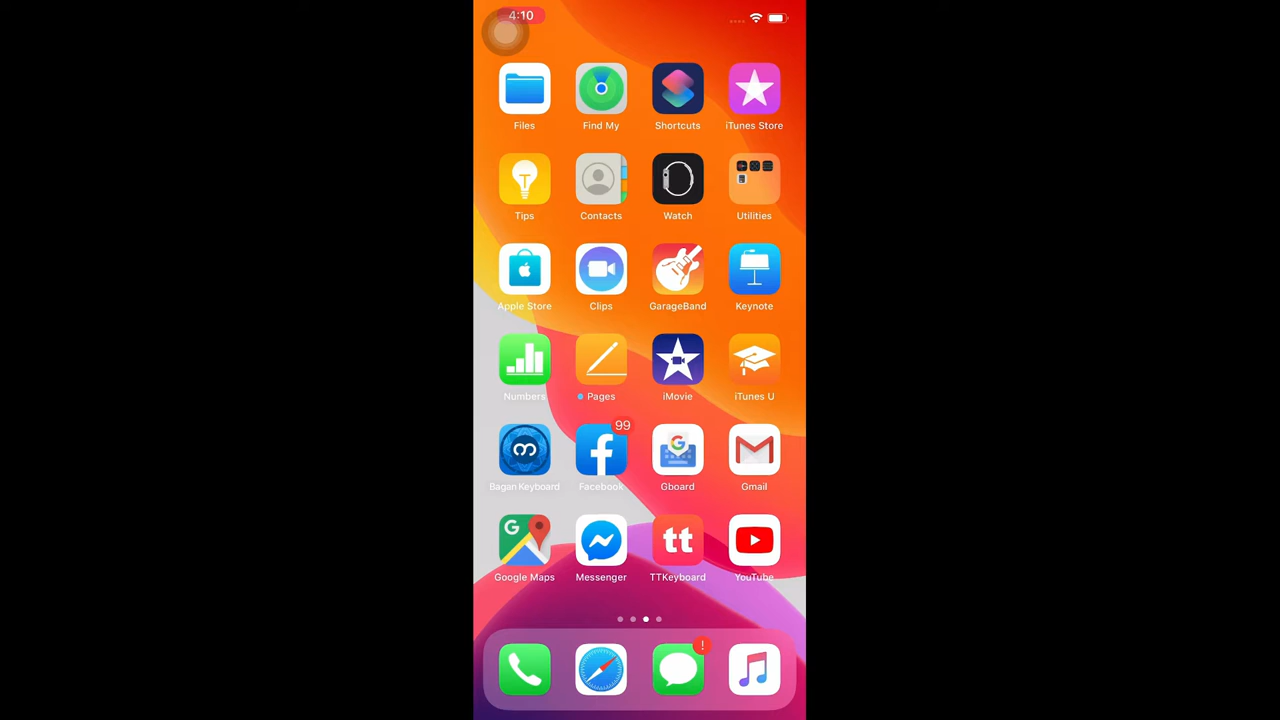 4:10
Files Find My Shortcuts iTunes Store
Tips Contacts Watch Utilities
Apple Store Clips GarageBand Keynote
Numbers Pages iMovie iTunes U
99
Bagan Keyboard Facebook Gboard Gmail
tt
Google Maps Messenger TTKeyboard YouTube
!